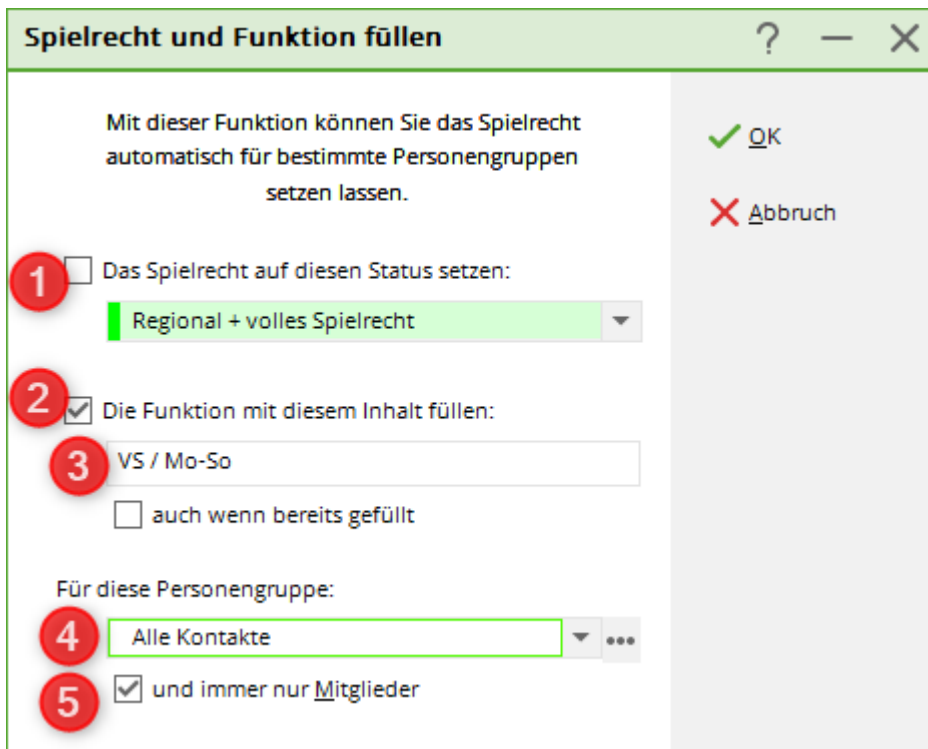 Spielrecht und Funktion füllen
Mit dieser Funktion können Sie das Spielrecht
automatisch für bestimmte Personengruppen
setzen lassen.
OK
Abbruch
1 Das Spielrecht auf diesen Status setzen:
Regional + volles Spielrecht
2 Die Funktion mit diesem Inhalt füllen:
3 VS / Mo-So
auch wenn bereits gefüllt
Für diese Personengruppe:
4 Alle Kontakte
5 und immer nur Mitglieder